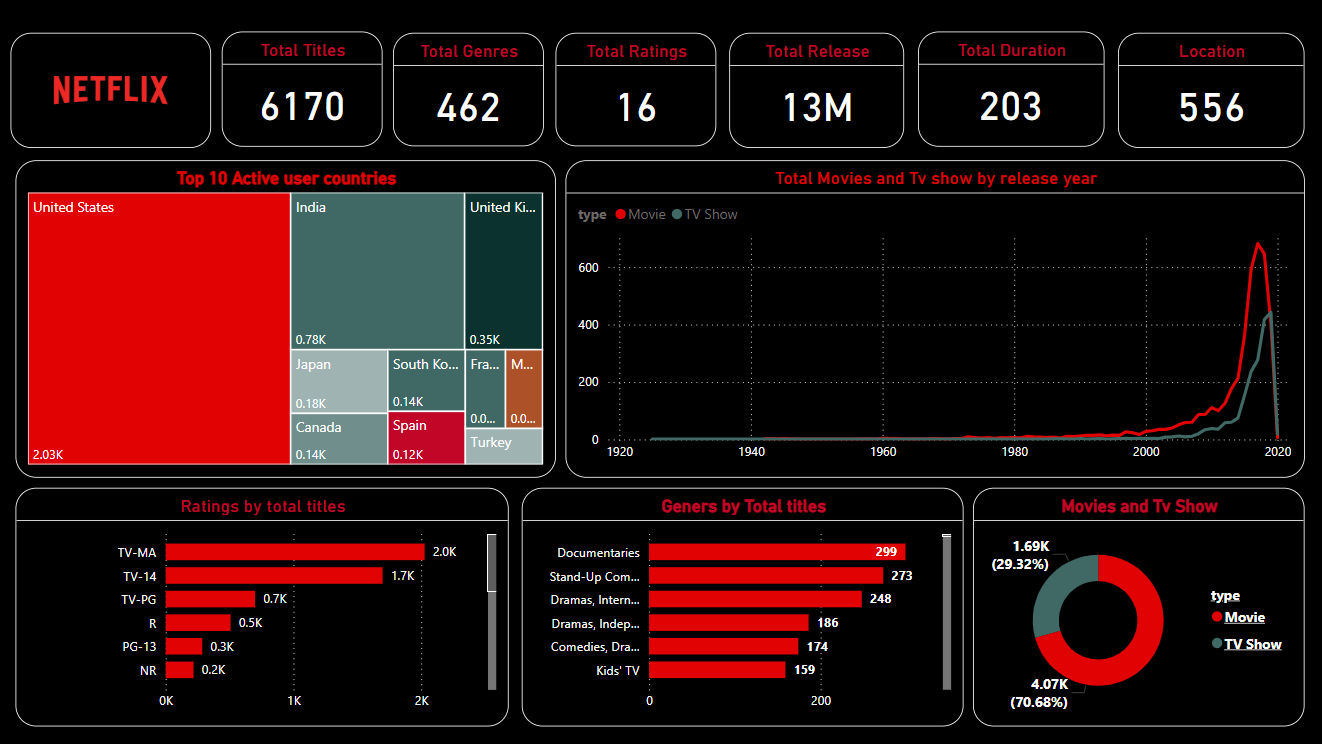 NETFLIX
Total Titles
6170
Total Genres
462
Total Ratings
16
Total Release
13M
Total Duration
203
Location
556
Top 10 Active user countries
United States
2.03K
India
0.78K
United Ki...
0.35K
Japan
0.18K
Canada
0.14K
South Ko...
0.14K
Spain
0.12K
Fra...
0.0...
M...
0.0...
Turkey
Total Movies and Tv show by release year
type Movie TV Show
600
400
200
0
1920 1940 1960 1980 2000 2020
Ratings by total titles
TV-MA 2.0K
TV-14 1.7K
TV-PG 0.7K
R 0.5K
PG-13 0.3K
NR 0.2K
0K 1K 2K
Geners by Total titles
Documentaries 299
Stand-Up Com... 273
Dramas, Intern... 248
Dramas, Indep... 186
Comedies, Dra... 174
Kids' TV 159
0 200
Movies and Tv Show
1.69K
(29.32%)
4.07K
(70.68%)
type
Movie
TV Show